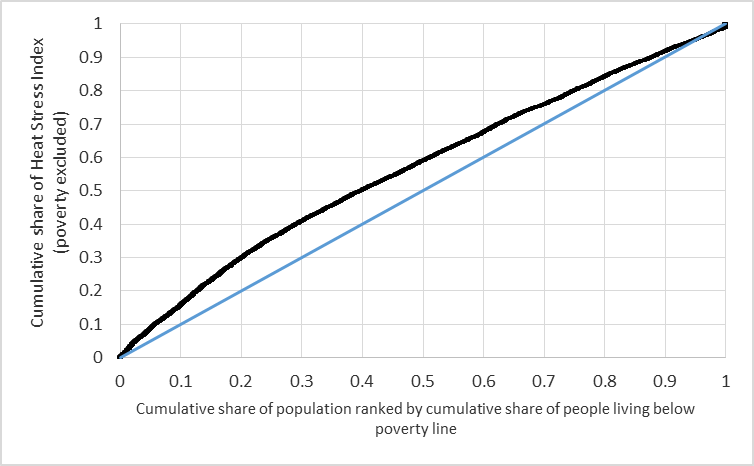 Cumulative share of Heat Stress Index
(poverty excluded)
1
0.9
0.8
0.7
0.6
0.5
0.4
0.3
0.2
0.1
0
0 0.1 0.2 0.3 0.4 0.5 0.6 0.7 0.8 0.9 1
Cumulative share of population ranked by cumulative share of people living below
poverty line